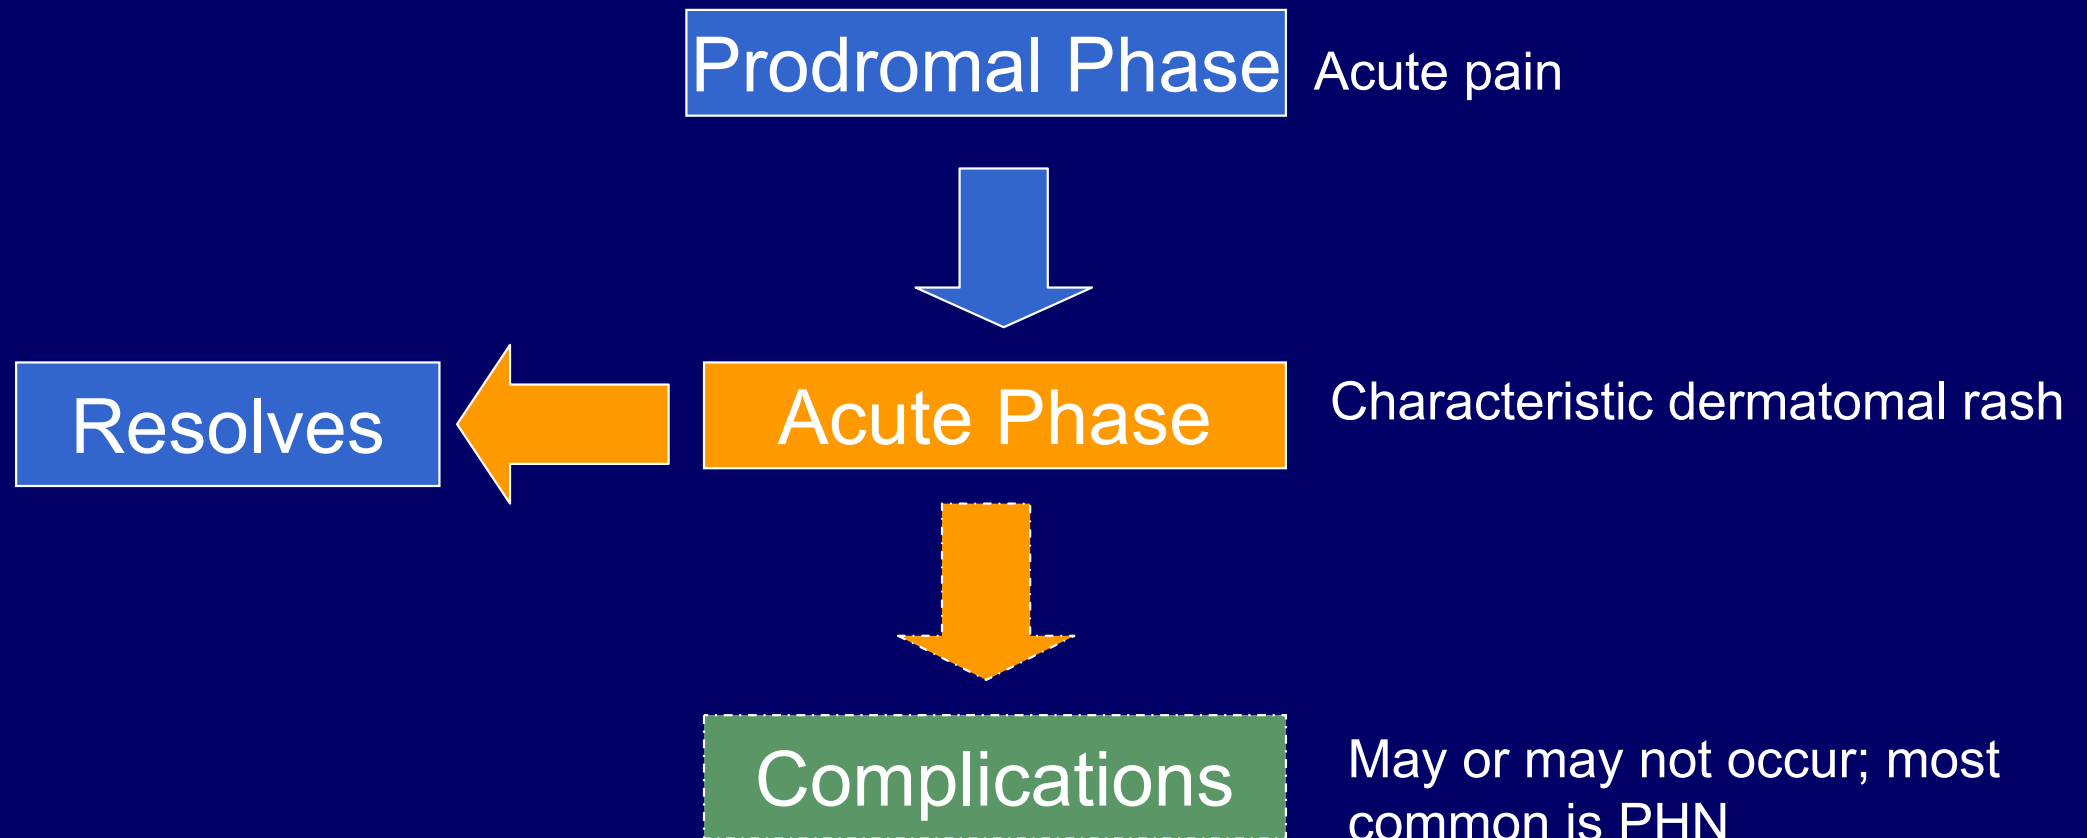 Prodromal Phase
Acute pain
Resolves
Acute Phase
Characteristic dermatomal rash
Complications
May or may not occur; most
common is PHN